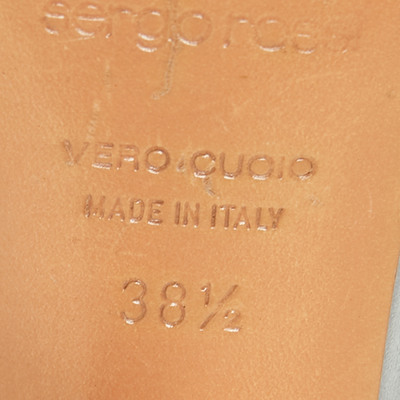 sergio rossi
VERO CUOIO
MADE IN ITALY
38½